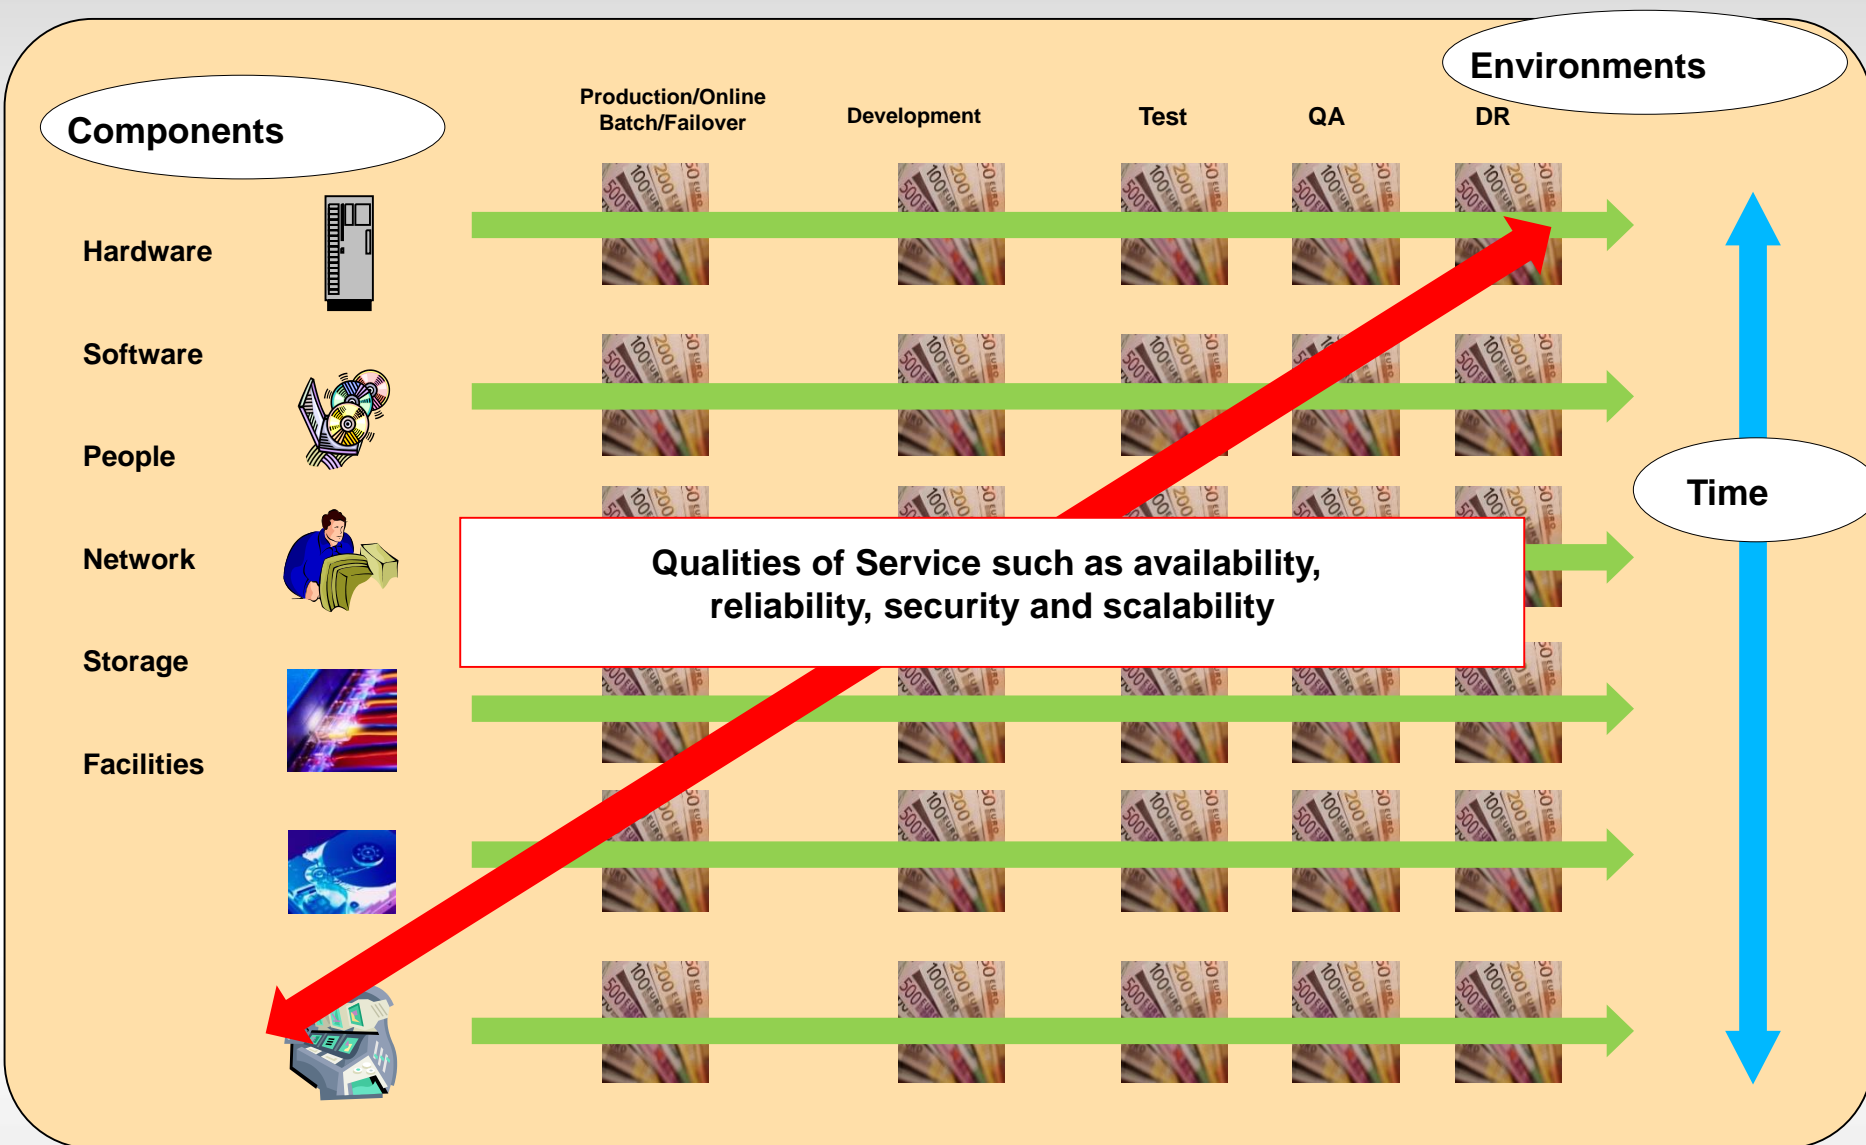 Environments
Components
Production/Online
Batch/Failover
Development
Test
QA
DR
Hardware
Software
People
Network
Storage
Facilities
Time
Qualities of Service such as availability,
reliability, security and scalability